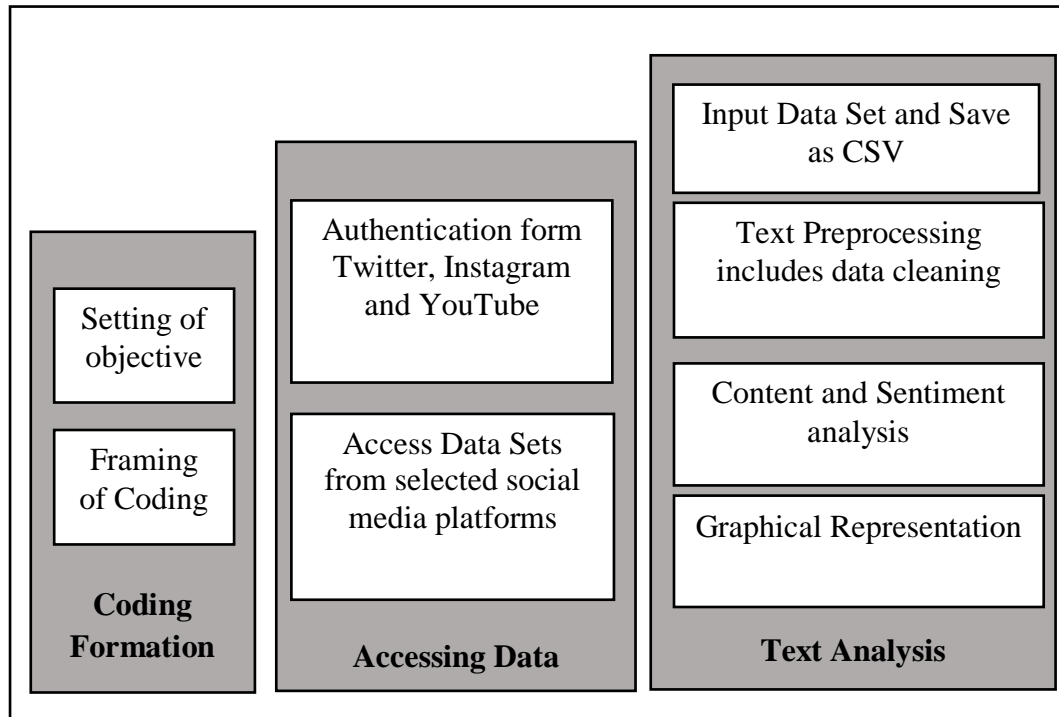 Setting of
objective
Framing
of Coding
Coding
Formation
Authentication form
Twitter, Instagram
and YouTube
Access Data Sets
from selected social
media platforms
Accessing Data
Input Data Set and Save
as CSV
Text Preprocessing
includes data cleaning
Content and Sentiment
analysis
Graphical Representation
Text Analysis